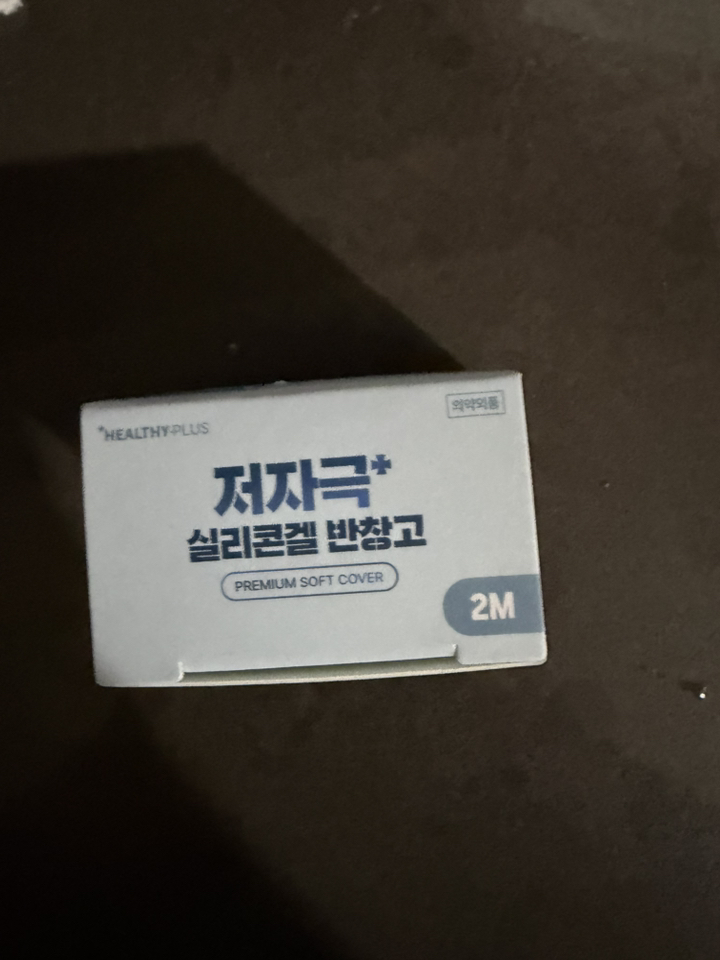 +HEALTHY-PLUS
의약외품
저자극+
실리콘겔 반창고
PREMIUM SOFT COVER
2M